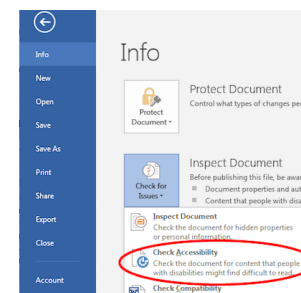 Info
Info
New
Protect Document
Open
Control what types of changes
Protect
Document
Save
Save As
Inspect Document
Print
Before publishing this file, be
Check for
Issues
Document properties and
Share
Content that people with
Export
Inspect Document
Check the document for hidden properties
or personal information.
Close
Check Accessibility
Check the document for content that people
with disabilities might find difficult to read.
Account
Check Compatibility